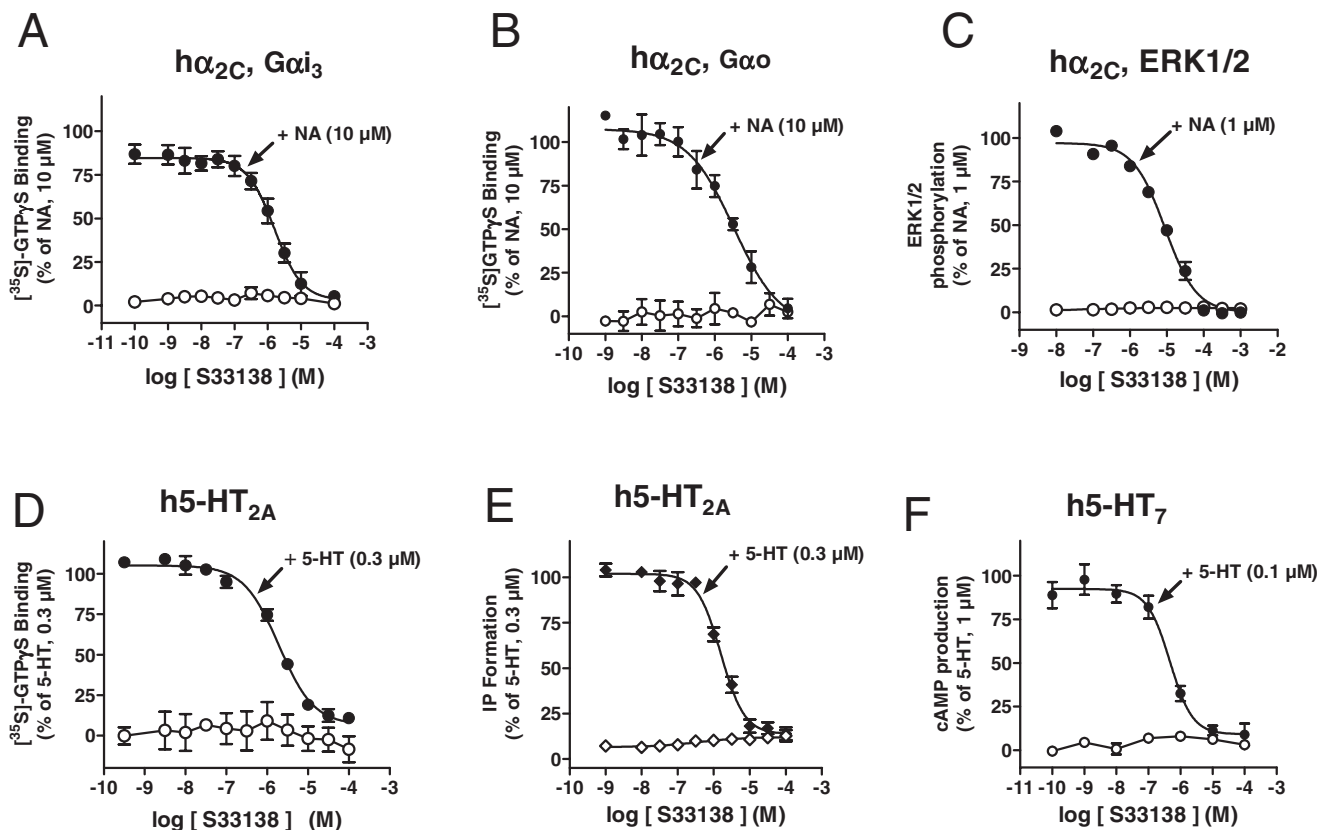 A
hα2C, Gαi3
[35S]-GTPγS Binding
(% of NA, 10 µM)
100
75
50
25
0
+ NA (10 µM)
-11 -10 -9 -8 -7 -6 -5 -4 -3
log [ S33138 ] (M)
B
hα2C, Gαo
[35S]GTPγS Binding
(% of NA, 10 µM)
100
75
50
25
0
+ NA (10 µM)
-10 -9 -8 -7 -6 -5 -4 -3
log [ S33138 ] (M)
C
hα2C, ERK1/2
ERK1/2
phosphorylation
(% of NA, 1 µM)
100
75
50
25
0
+ NA (1 µM)
-9 -8 -7 -6 -5 -4 -3 -2
log [ S33138 ] (M)
D
h5-HT2A
[35S]-GTPγS Binding
(% of 5-HT, 0.3 µM)
100
75
50
25
0
+ 5-HT (0.3 µM)
-10 -9 -8 -7 -6 -5 -4 -3
log [ S33138 ] (M)
E
h5-HT2A
IP Formation
(% of 5-HT, 0.3 µM)
100
75
50
25
0
+ 5-HT (0.3 µM)
-10 -9 -8 -7 -6 -5 -4 -3
log [ S33138 ] (M)
F
h5-HT7
cAMP production
(% of 5-HT, 1 µM)
100
75
50
25
0
+ 5-HT (0.1 µM)
-11 -10 -9 -8 -7 -6 -5 -4 -3
log [ S33138 ] (M)